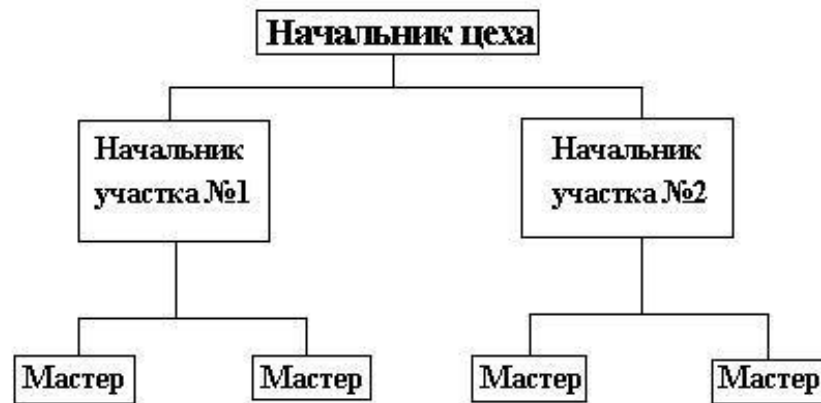 Начальник цеха
Начальник
участка №1
Начальник
участка №2
Мастер
Мастер
Мастер
Мастер